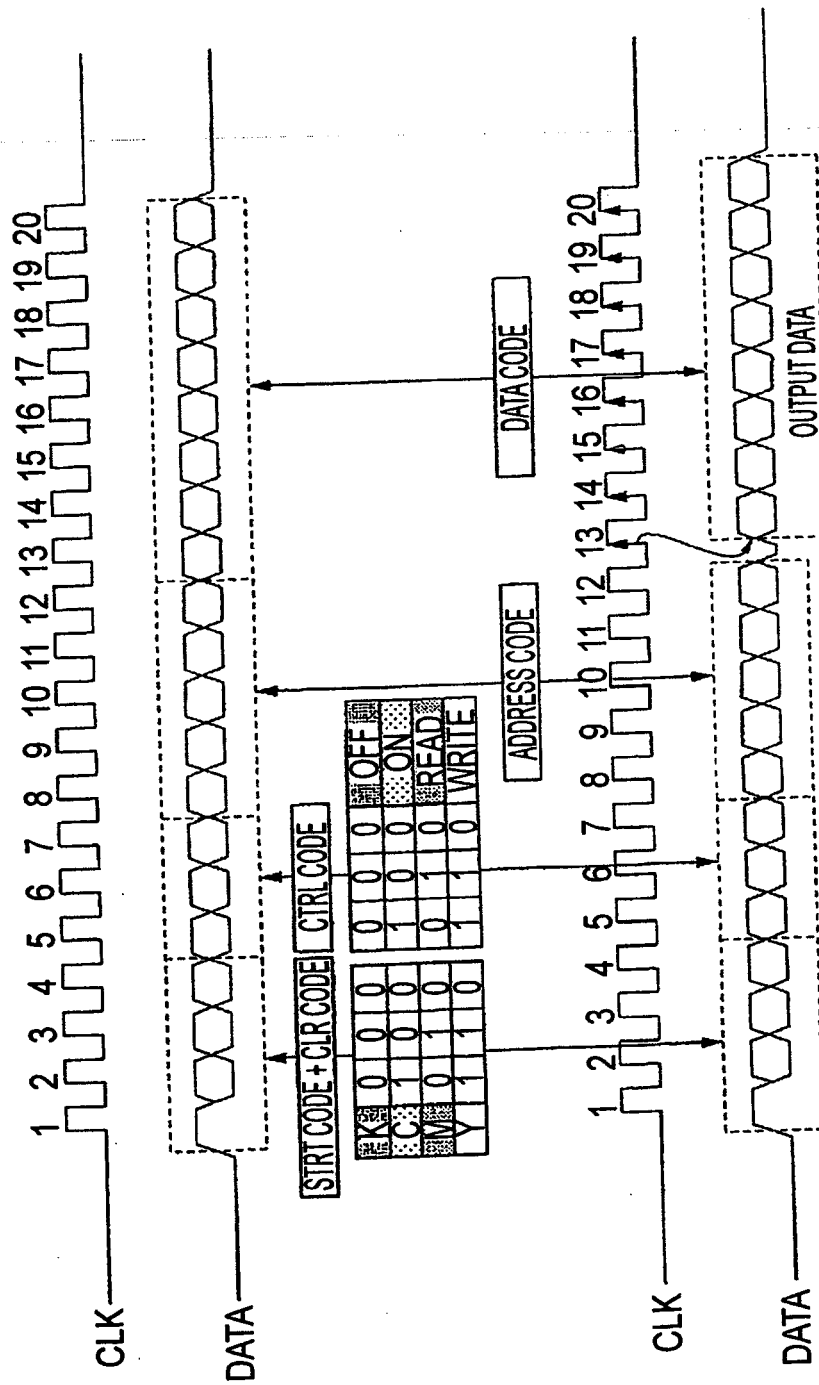 CLK
1 2 3 4 5 6 7 8 9 10 11 12 13 14 15 16 17 18 19 20
DATA
STRT CODE + CLR CODE
K 0 0 0
C 1 0 0
M 0 1 0
Y 1 1 0
CTRL CODE
0 0 0 OFF
1 0 0 ON
0 1 0 READ
1 1 0 WRITE
ADDRESS CODE
DATA CODE
CLK
1 2 3 4 5 6 7 8 9 10 11 12 13 14 15 16 17 18 19 20
DATA
OUTPUT DATA